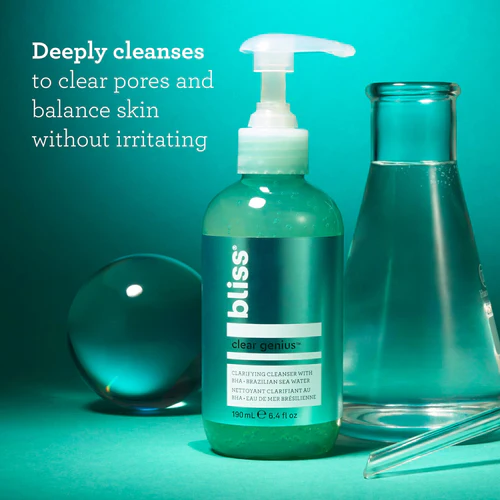 Deeply cleanses
to clear pores and
balance skin
without irritating
bliss®
clear genius™
CLARIFYING CLEANSER WITH
BHA + BRAZILIAN SEA WATER
NETTOYANT CLARIFIANT AU
BHA + EAU DE MER BRÉSILIENNE
190 mL ℮ 6.4 fl oz